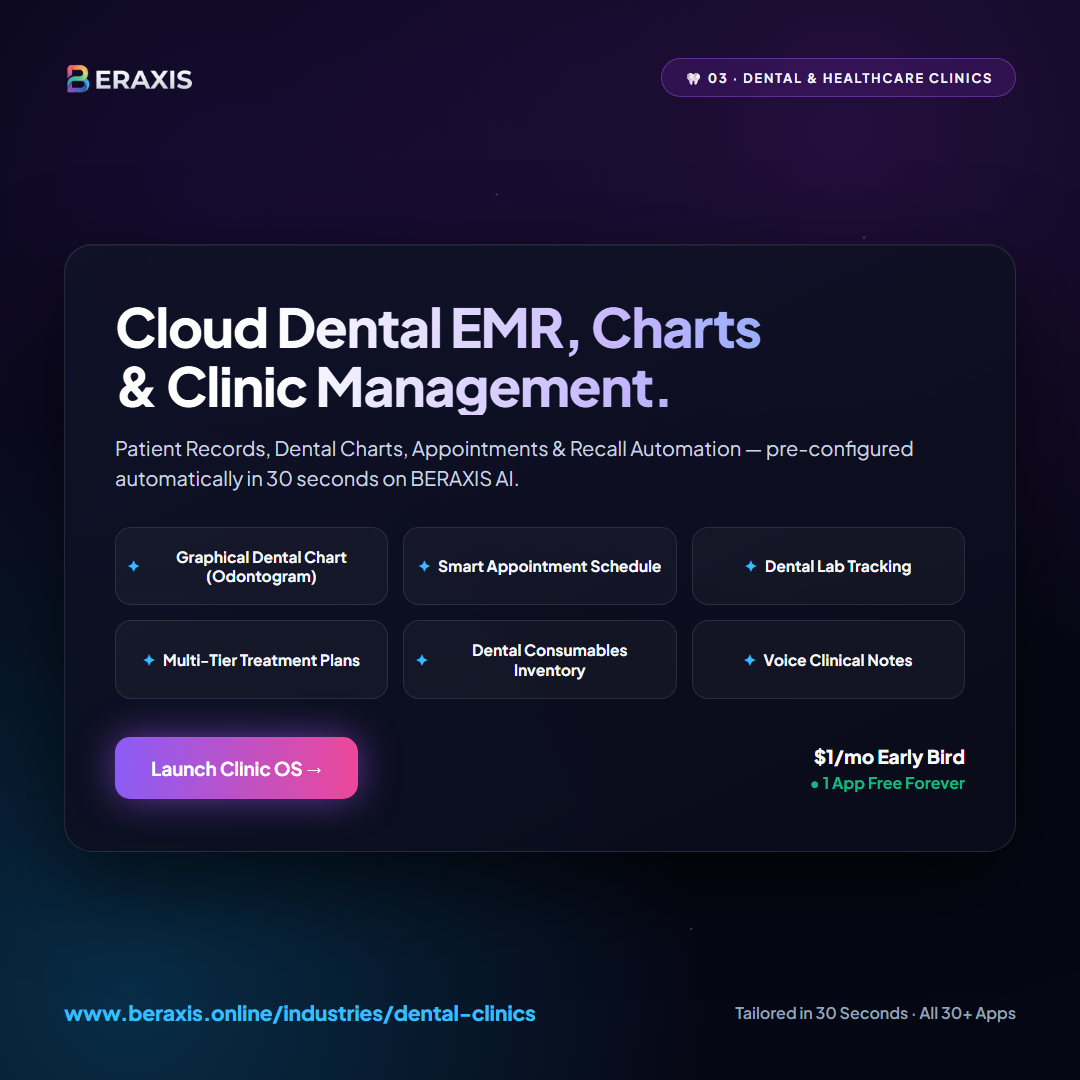 BERAXIS
🦷 03 · DENTAL & HEALTHCARE CLINICS
Cloud Dental EMR, Charts
& Clinic Management.
Patient Records, Dental Charts, Appointments & Recall Automation — pre-configured
automatically in 30 seconds on BERAXIS AI.
✦ Graphical Dental Chart
(Odontogram)
✦ Smart Appointment Schedule
✦ Dental Lab Tracking
✦ Multi-Tier Treatment Plans
✦ Dental Consumables
Inventory
✦ Voice Clinical Notes
Launch Clinic OS →
$1/mo Early Bird
● 1 App Free Forever
www.beraxis.online/industries/dental-clinics
Tailored in 30 Seconds · All 30+ Apps